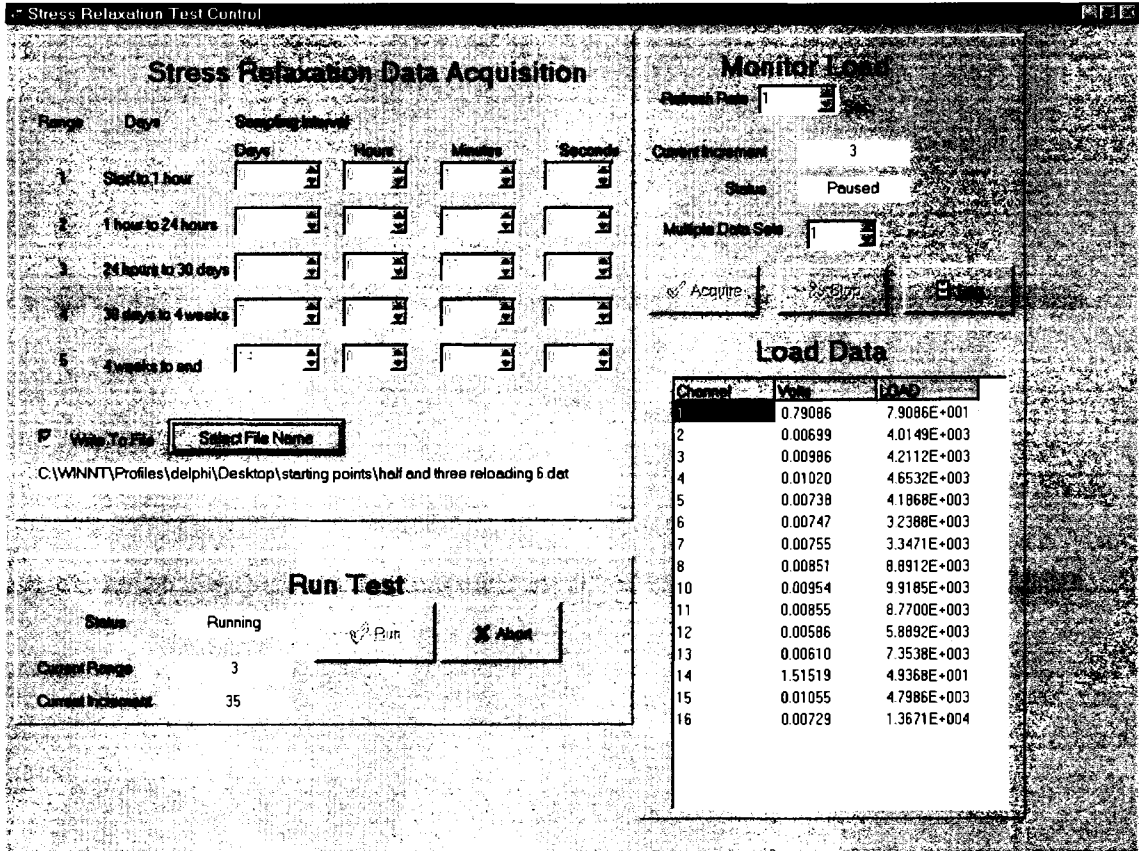 Stress Relaxation Test Control
Stress Relaxation Data Acquisition
Range Days Sampling Interval
Days Hours Minutes Seconds
1 Start to 1 hour
2 1 hour to 24 hours
3 24 hours to 30 days
4 30 days to 4 weeks
5 4 weeks to end
Write To File Select File Name
C:\WINNT\Profiles\delphi\Desktop\starting points\half and three reloading 6 dat
Run Test
Status Running
Run
Abort
Current Range 3
Current Increment 35
Monitor Load
Refresh Rate 1
Current Increment 3
Status Paused
Multiple Data Sets 1
Acquire Stop
Load Data
Channel Volts LOAD
1 0.79086 7.9086E+001
2 0.00699 4.0149E+003
3 0.00986 4.2112E+003
4 0.01020 4.6532E+003
5 0.00738 4.1868E+003
6 0.00747 3.2388E+003
7 0.00755 3.3471E+003
8 0.00851 8.8912E+003
10 0.00954 9.9185E+003
11 0.00855 8.7700E+003
12 0.00586 5.8892E+003
13 0.00610 7.3538E+003
14 1.51519 4.9368E+001
15 0.01055 4.7986E+003
16 0.00729 1.3671E+004